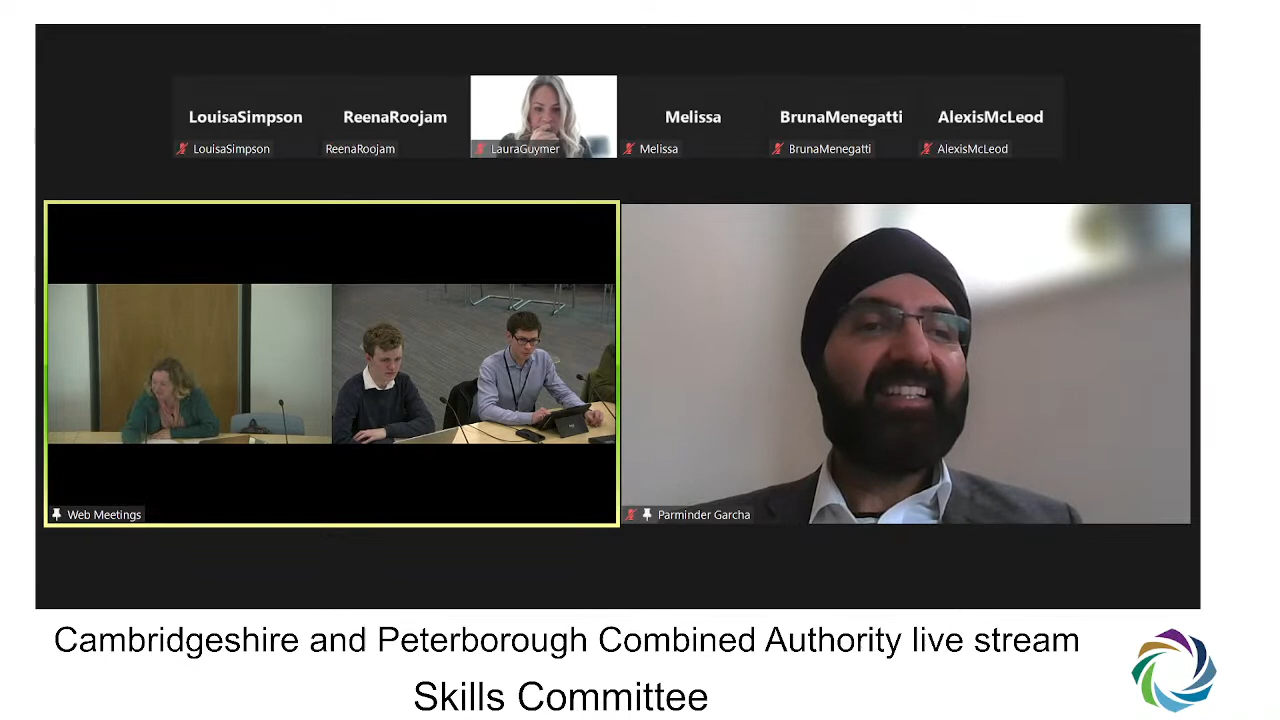 LouisaSimpson
ReenaRoojam
Melissa
BrunaMenegatti
AlexisMcLeod
LouisaSimpson
ReenaRoojam
LauraGuymer
Melissa
BrunaMenegatti
AlexisMcLeod
Web Meetings
Parminder Garcha
Cambridgeshire and Peterborough Combined Authority live stream
Skills Committee